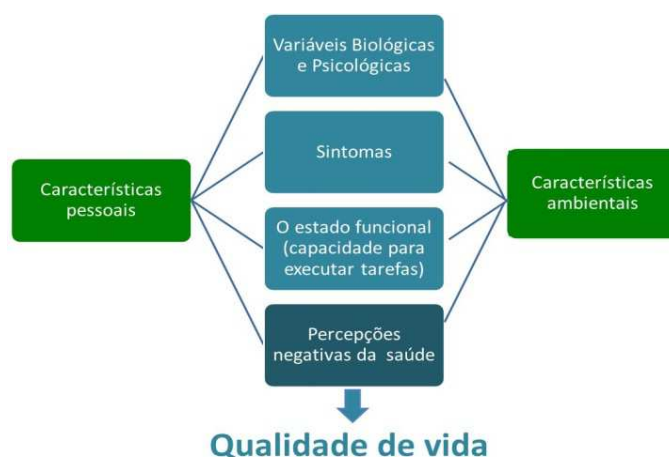 Variáveis Biológicas
e Psicológicas
Sintomas
Características
pessoais
Características
ambientais
O estado funcional
(capacidade para
executar tarefas)
Percepções
negativas da saúde
Qualidade de vida